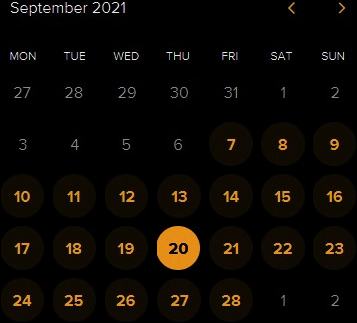 September 2021 < >
MON TUE WED THU FRI SAT SUN
27 28 29 30 31 1 2
3 4 5 6 7 8 9
10 11 12 13 14 15 16
17 18 19 20 21 22 23
24 25 26 27 28 1 2